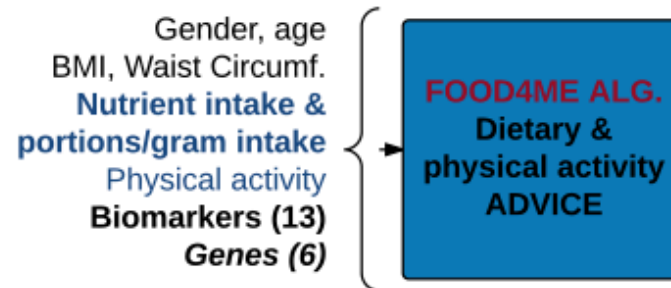 Gender, age
BMI, Waist Circumf.
Nutrient intake &
portions/gram intake
Physical activity
Biomarkers (13)
Genes (6)
FOOD4ME ALG.
Dietary &
physical activity
ADVICE